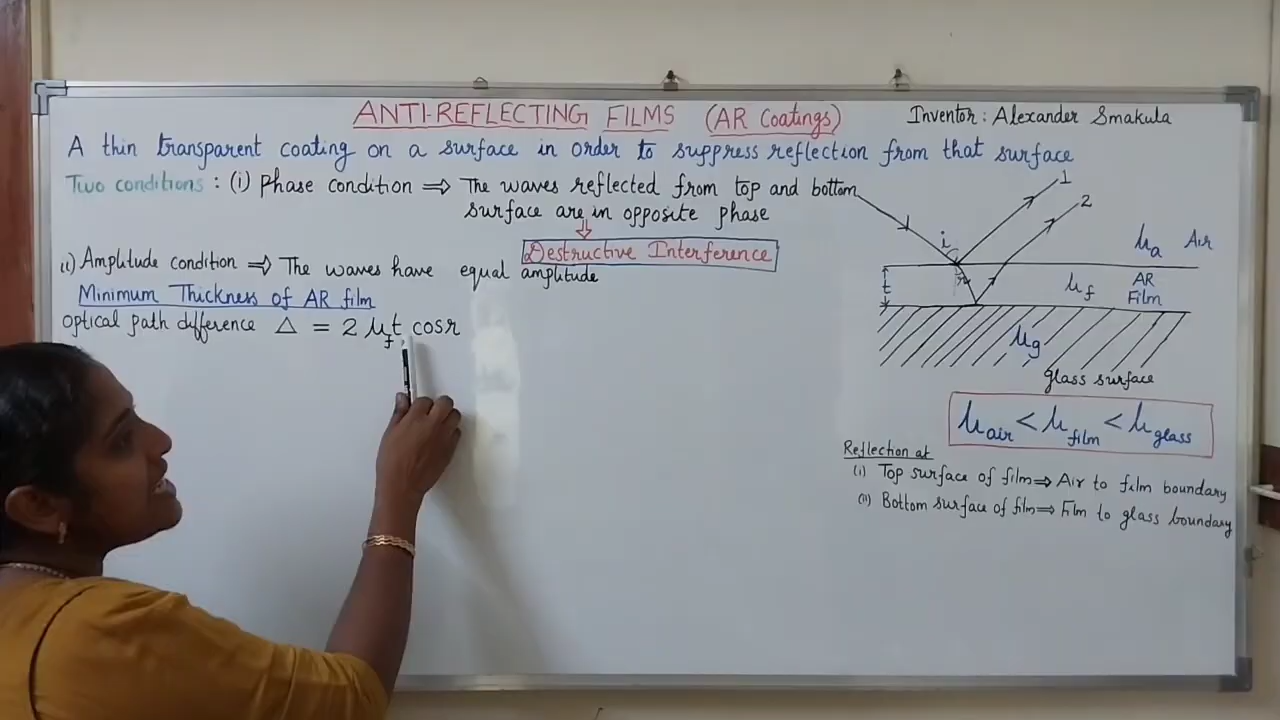 ANTI-REFLECTING FILMS (AR Coatings)
Inventor: Alexander Smakula
A thin transparent coating on a surface in order to suppress reflection from that surface
Two conditions: (i) Phase condition ⇒ The waves reflected from top and bottom
surface are in opposite phase
⇓
Destructive Interference
(ii) Amplitude condition ⇒ The waves have equal amplitude
Minimum Thickness of AR film
optical path difference Δ = 2 μf t cosr
1
2
i
r
t
μa Air
μf AR
Film
μg
glass surface
μair < μfilm < μglass
Reflection at
(i) Top surface of film ⇒ Air to film boundary
(ii) Bottom surface of film ⇒ Film to glass boundary